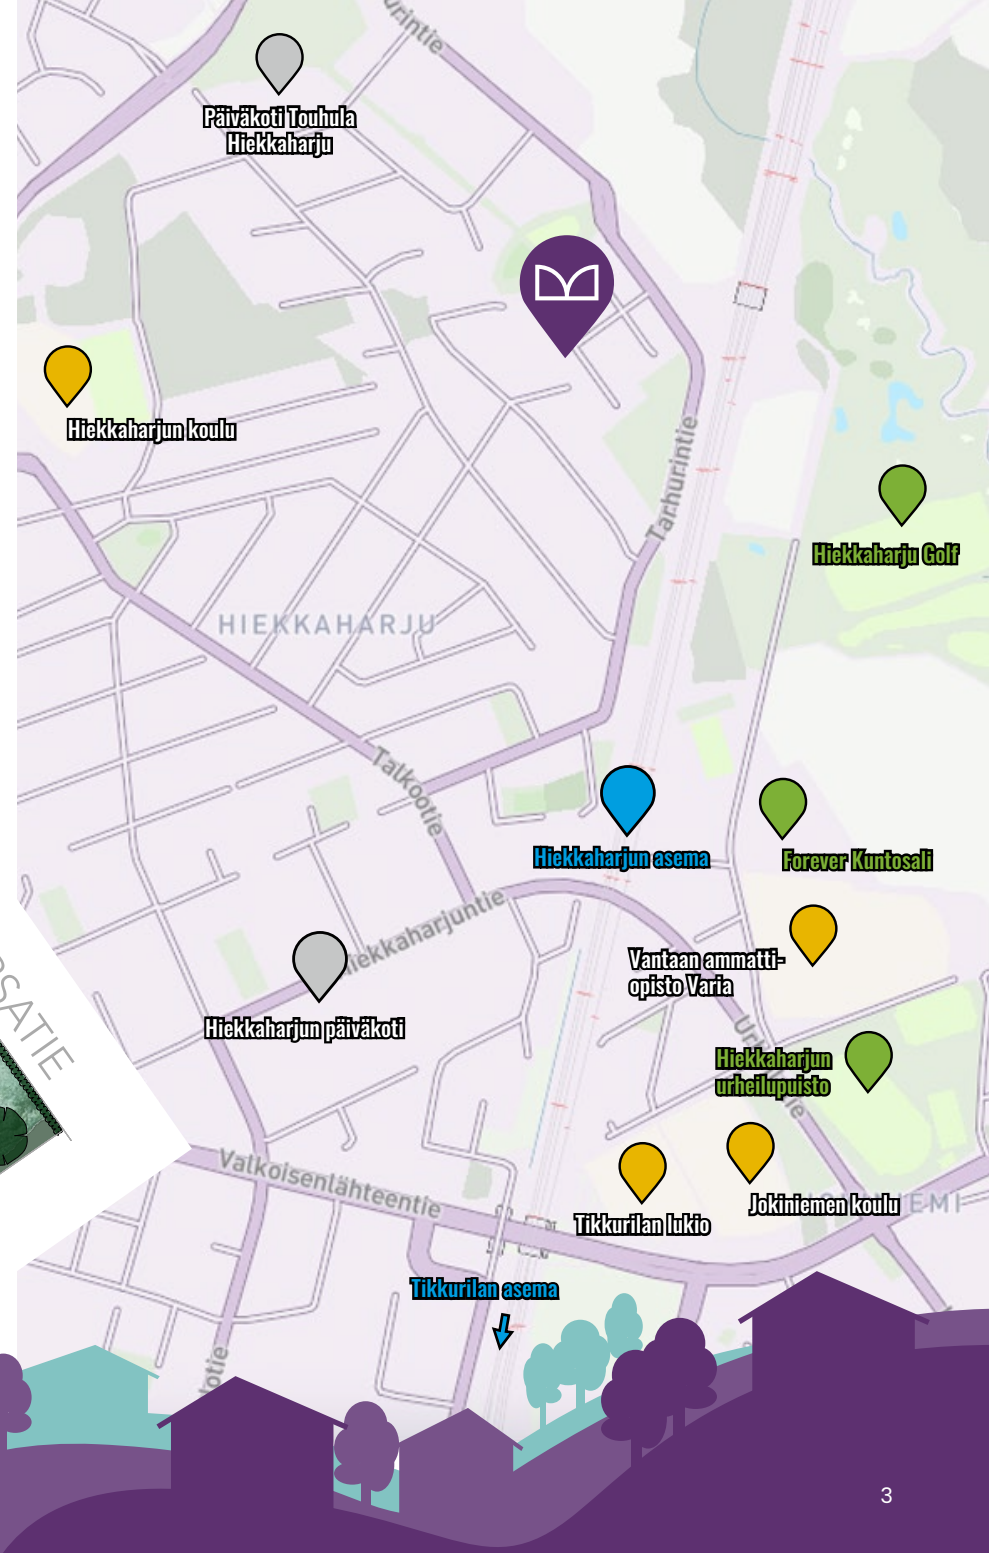 Päiväkoti Touhula
Hiekkaharju
Hiekkaharjun koulu
Tarhurintie
Hiekkaharju Golf
HIEKKAHARJU
Talkootie
Hiekkaharjun asema
Forever Kuntosali
Hiekkaharjuntie
Vantaan ammatti-
opisto Varia
Hiekkaharjun päiväkoti
Hiekkaharjun
urheilupuisto
Valkoisenlähteentie
Jokiniemen koulu
Tikkurilan lukio
Tikkurilan asema
3